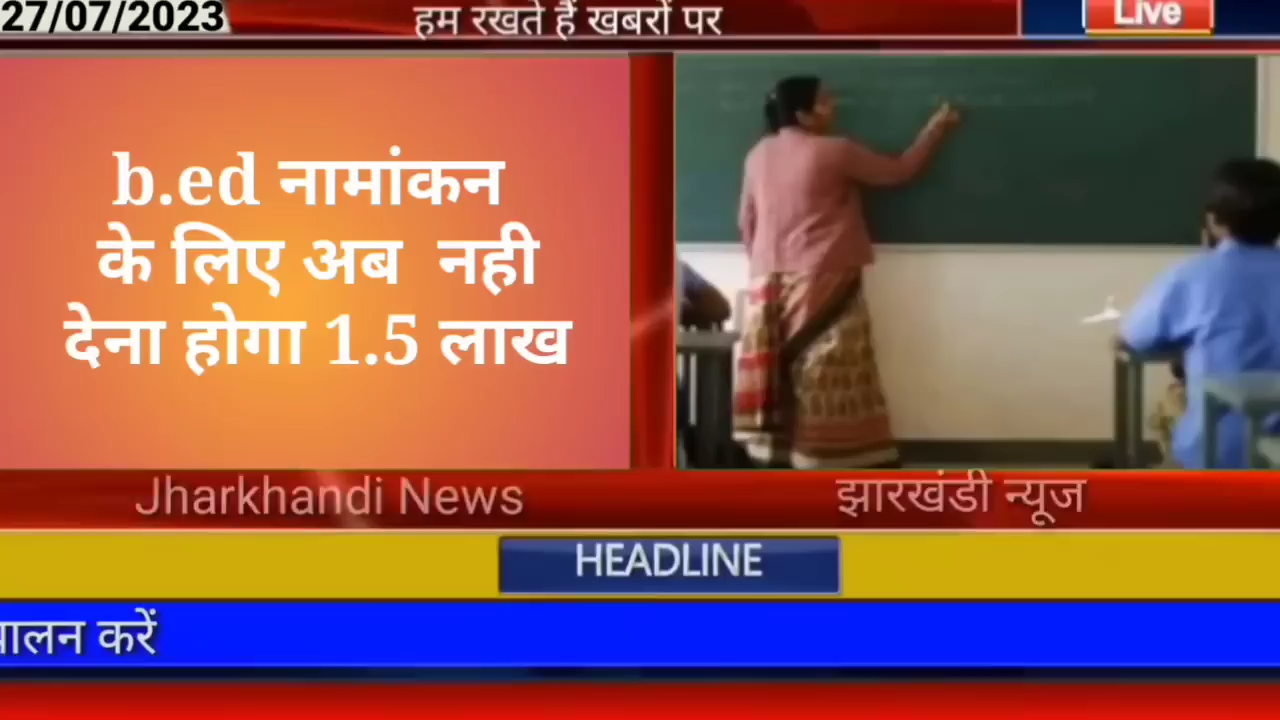 27/07/2023
हम रखते हैं खबरों पर
Live
b.ed नामांकन
के लिए अब नही
देना होगा 1.5 लाख
Jharkhandi News
झारखंडी न्यूज
HEADLINE
करें